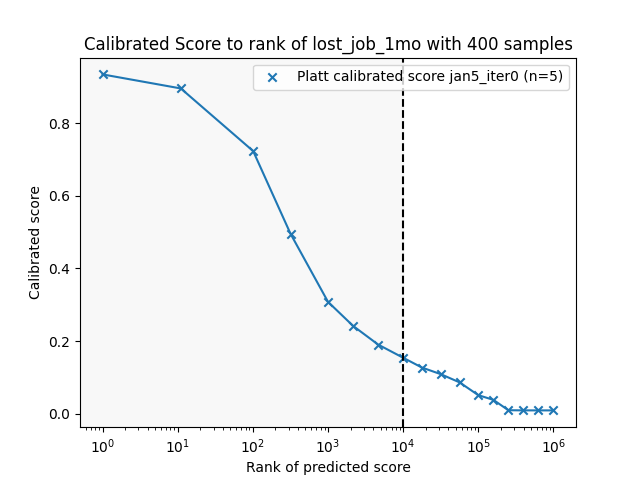 Calibrated Score to rank of lost_job_1mo with 400 samples
Platt calibrated score jan5_iter0 (n=5)
Calibrated score
0.8
0.6
0.4
0.2
0.0
10⁰ 10¹ 10² 10³ 10⁴ 10⁵ 10⁶
Rank of predicted score